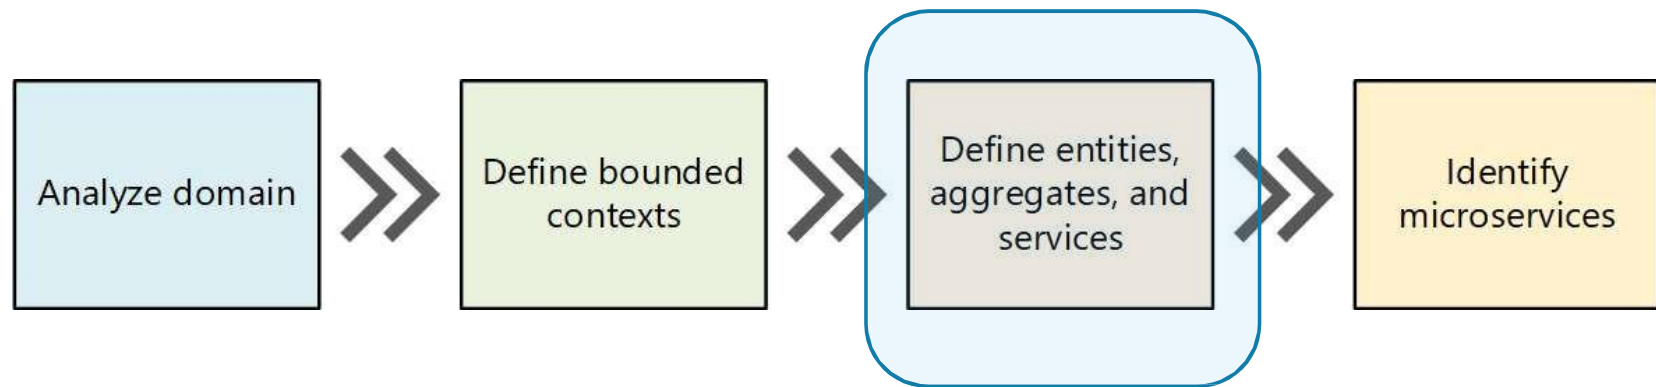 Analyze domain
Define bounded
contexts
Define entities,
aggregates, and
services
Identify
microservices